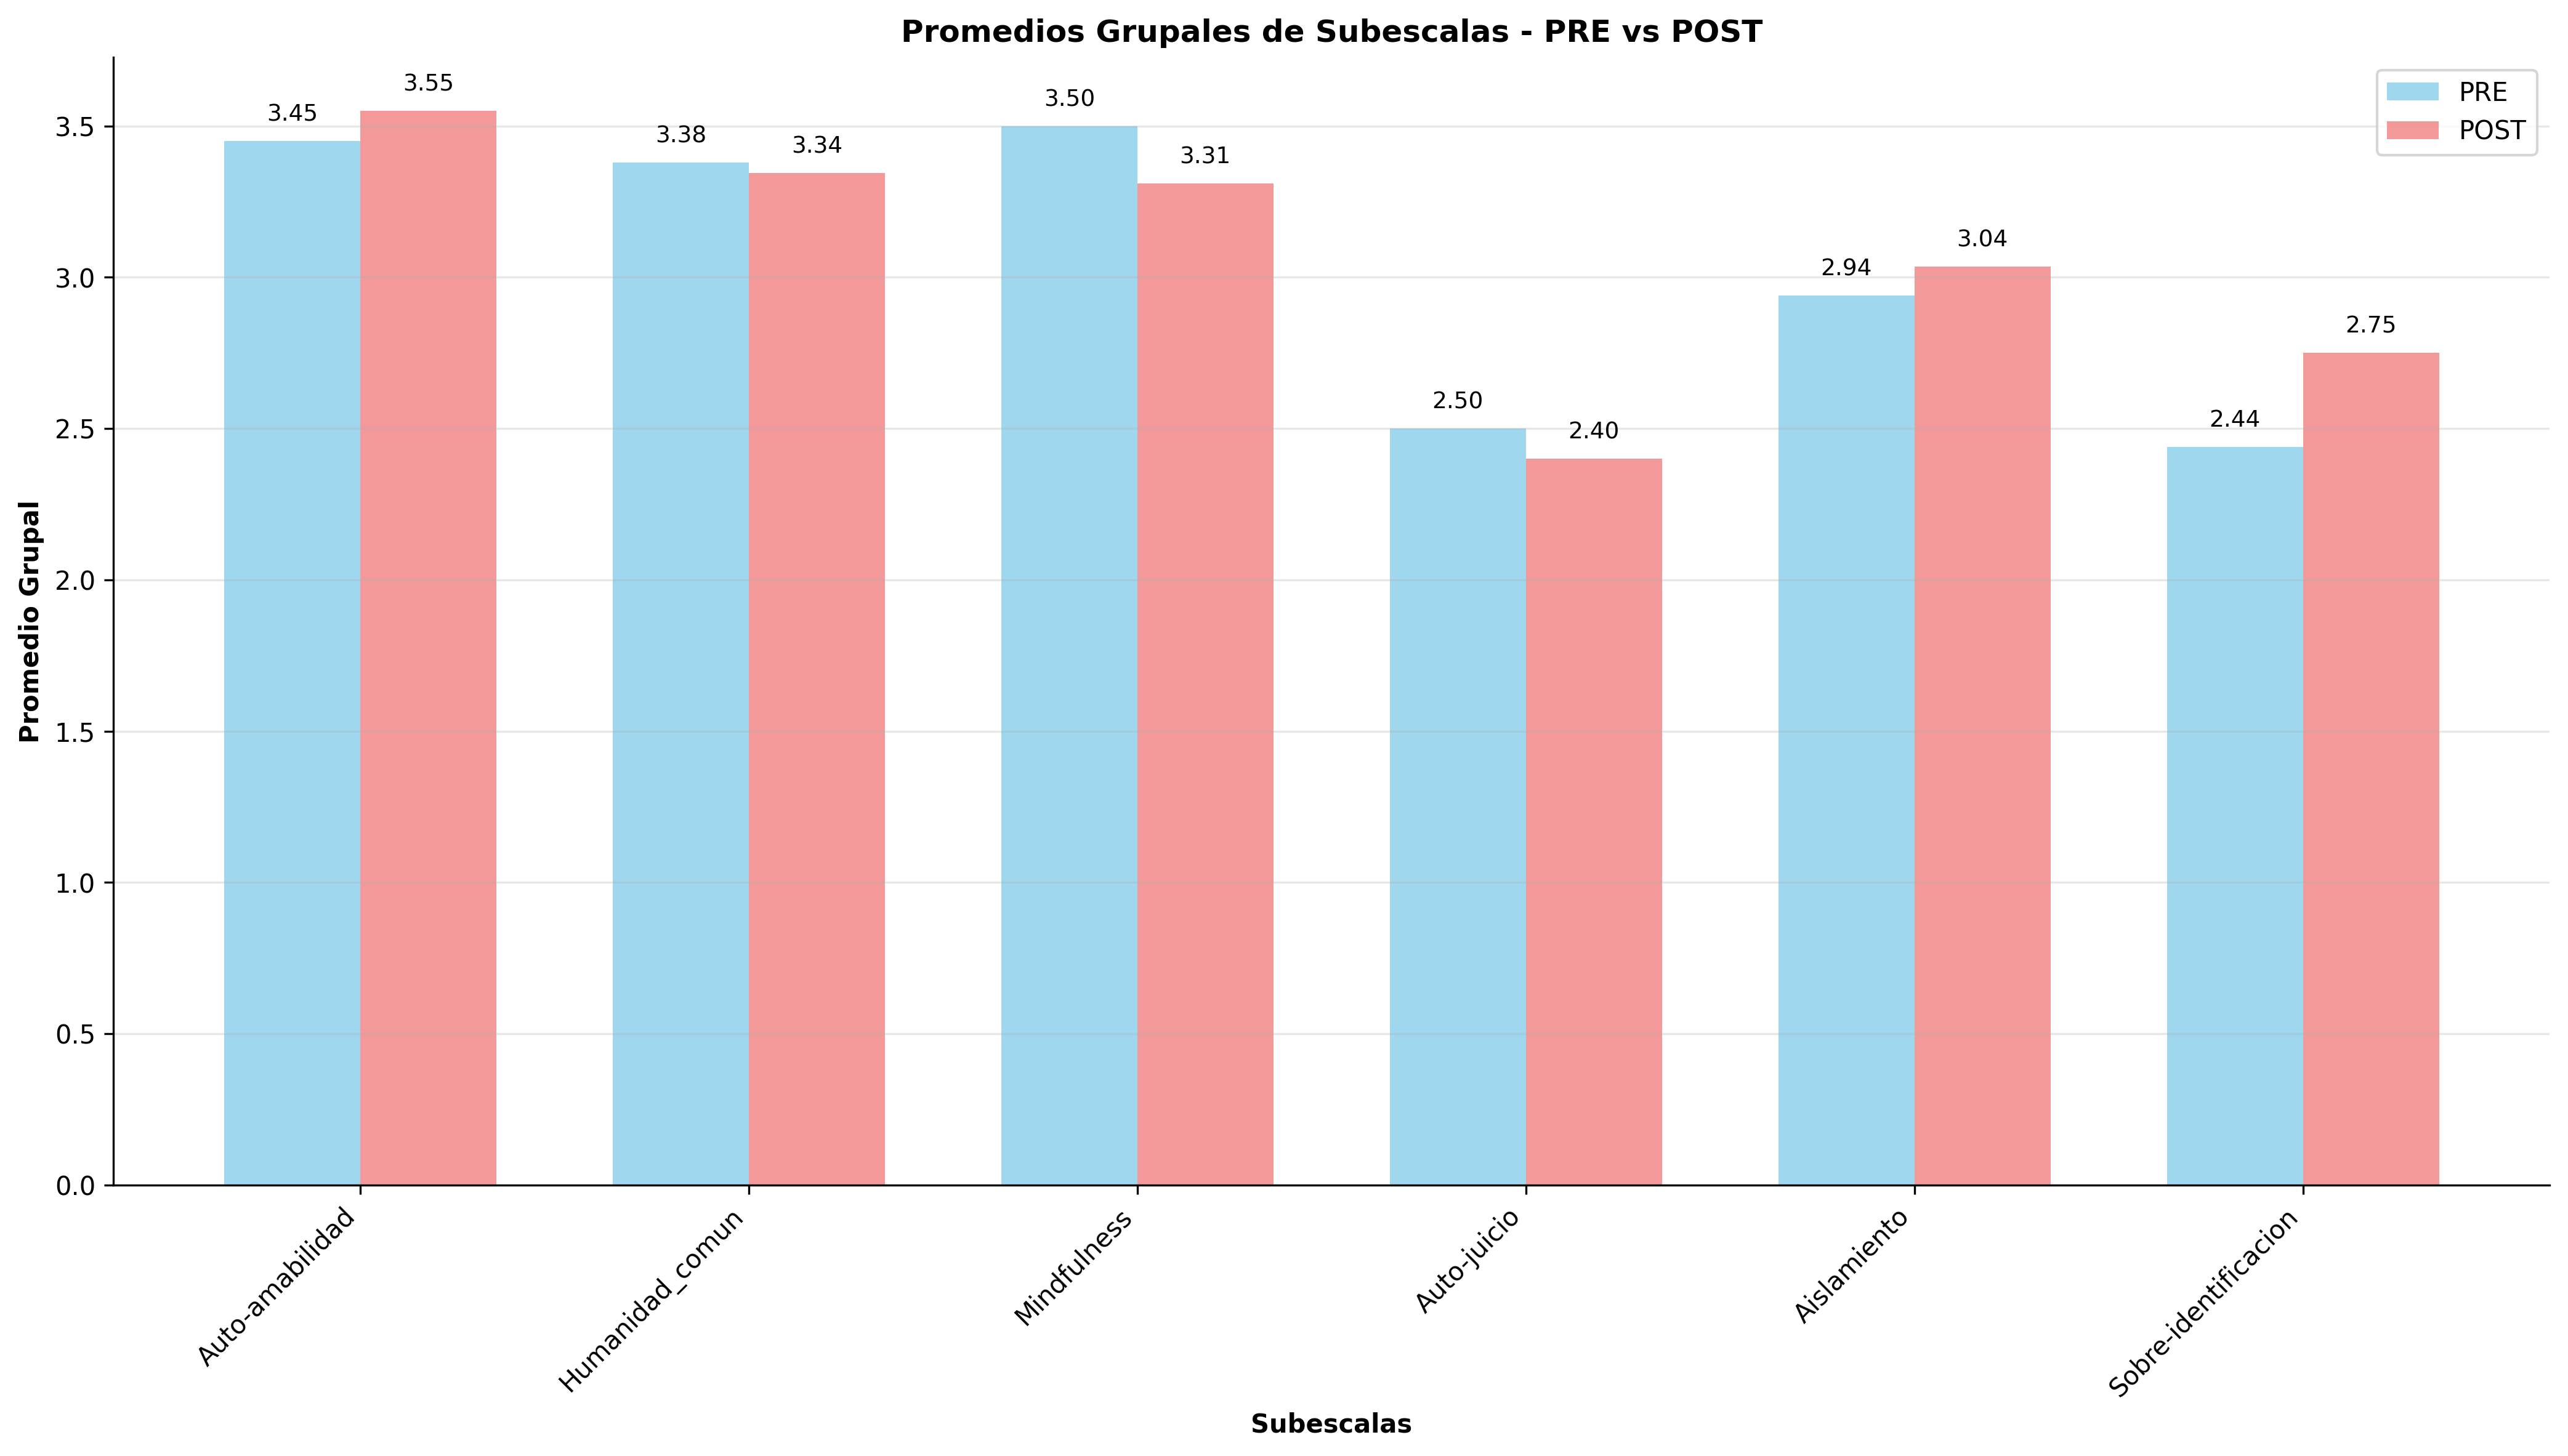 Promedios Grupales de Subescalas - PRE vs POST
PRE
POST
Promedio Grupal
3.5
3.0
2.5
2.0
1.5
1.0
0.5
0.0
3.45
3.55
3.38
3.34
3.50
3.31
2.50
2.40
2.94
3.04
2.44
2.75
Auto-amabilidad
Humanidad_comun
Mindfulness
Auto-juicio
Aislamiento
Sobre-identificacion
Subescalas